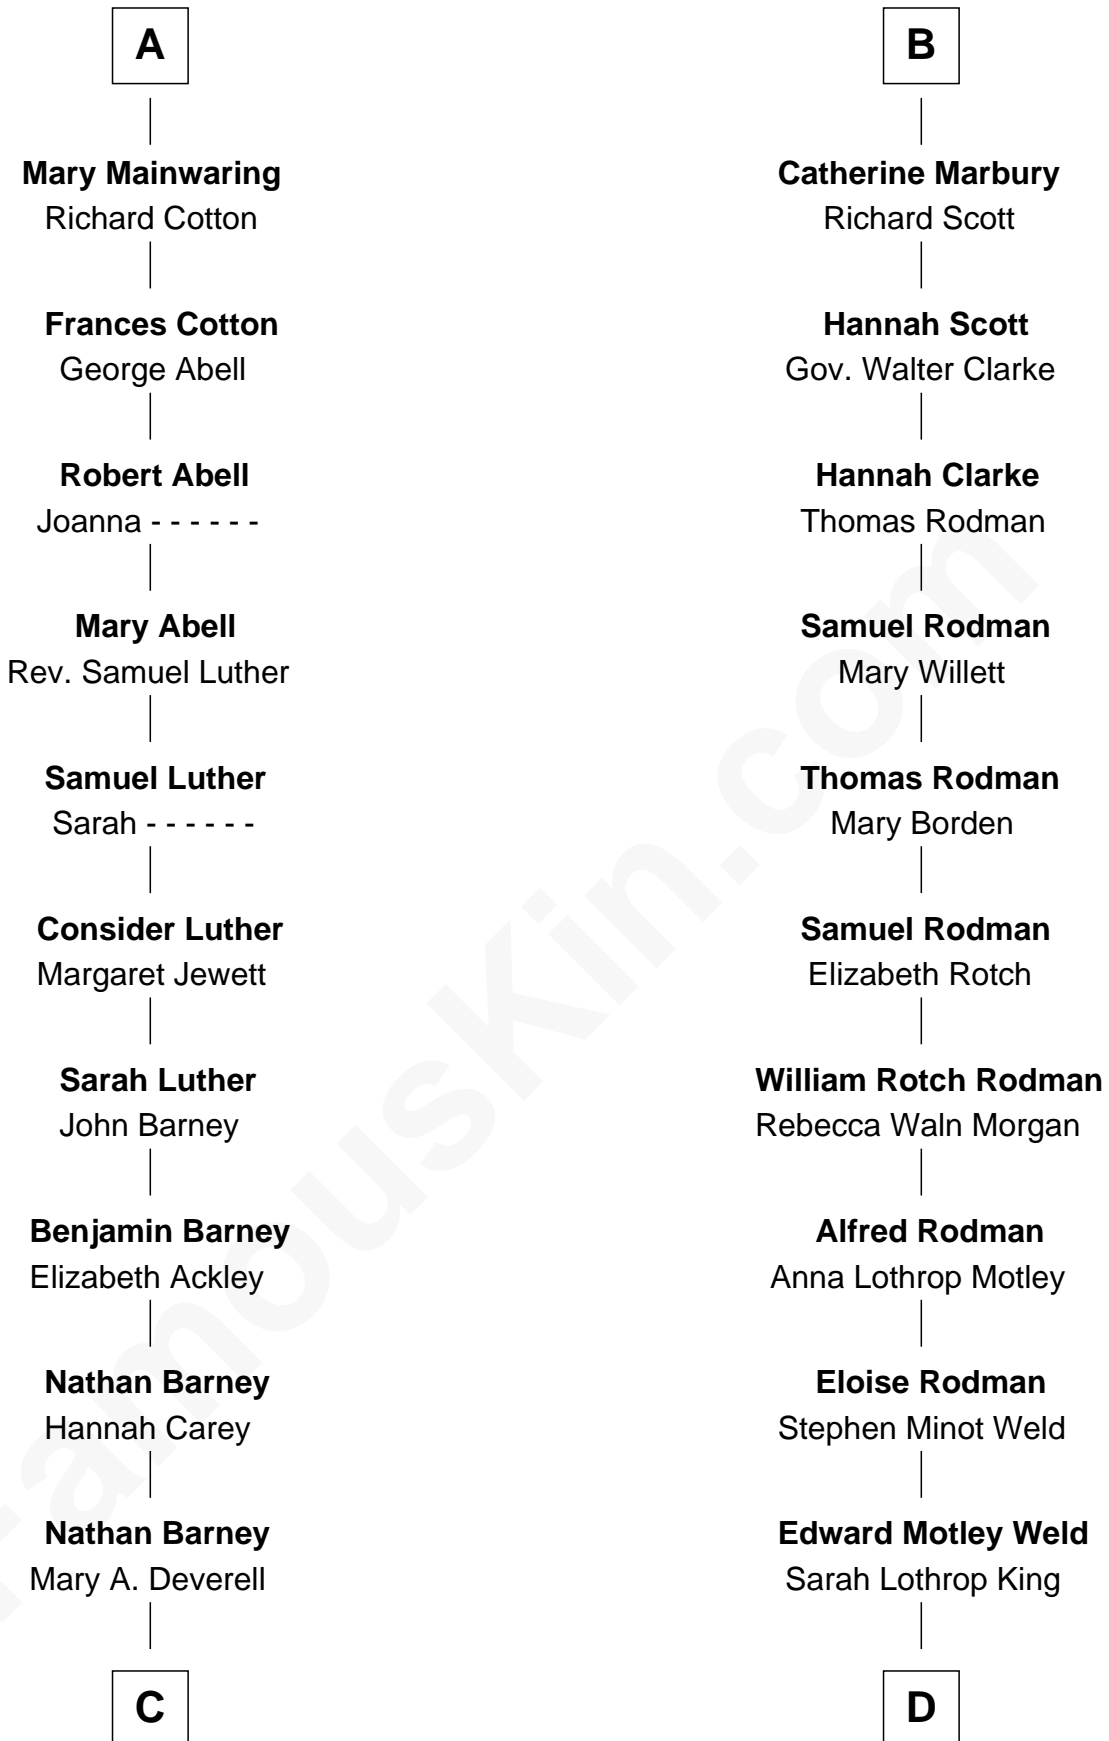 A
Mary Mainwaring
Richard Cotton
Frances Cotton
George Abell
Robert Abell
Joanna - - - - - -
Mary Abell
Rev. Samuel Luther
Samuel Luther
Sarah - - - - - -
Consider Luther
Margaret Jewett
Sarah Luther
John Barney
Benjamin Barney
Elizabeth Ackley
Nathan Barney
Hannah Carey
Nathan Barney
Mary A. Deverell
C
B
Catherine Marbury
Richard Scott
Hannah Scott
Gov. Walter Clarke
Hannah Clarke
Thomas Rodman
Samuel Rodman
Mary Willett
Thomas Rodman
Mary Borden
Samuel Rodman
Elizabeth Rotch
William Rotch Rodman
Rebecca Waln Morgan
Alfred Rodman
Anna Lothrop Motley
Eloise Rodman
Stephen Minot Weld
Edward Motley Weld
Sarah Lothrop King
D
FamousKin.com